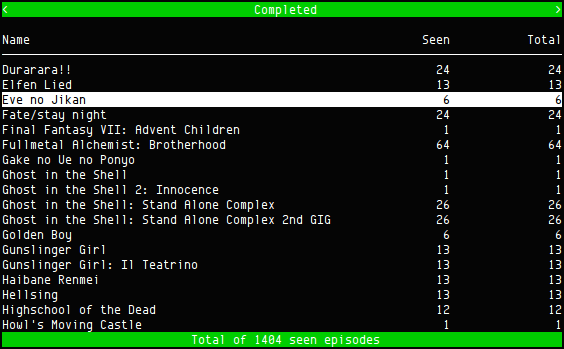 < Completed >
Name Seen Total
Durarara!! 24 24
Elfen Lied 13 13
Eve no Jikan 6 6
Fate/stay night 24 24
Final Fantasy VII: Advent Children 1 1
Fullmetal Alchemist: Brotherhood 64 64
Gake no Ue no Ponyo 1 1
Ghost in the Shell 1 1
Ghost in the Shell 2: Innocence 1 1
Ghost in the Shell: Stand Alone Complex 26 26
Ghost in the Shell: Stand Alone Complex 2nd GIG 26 26
Golden Boy 6 6
Gunslinger Girl 13 13
Gunslinger Girl: Il Teatrino 13 13
Haibane Renmei 13 13
Hellsing 13 13
Highschool of the Dead 12 12
Howl's Moving Castle 1 1
Total of 1404 seen episodes